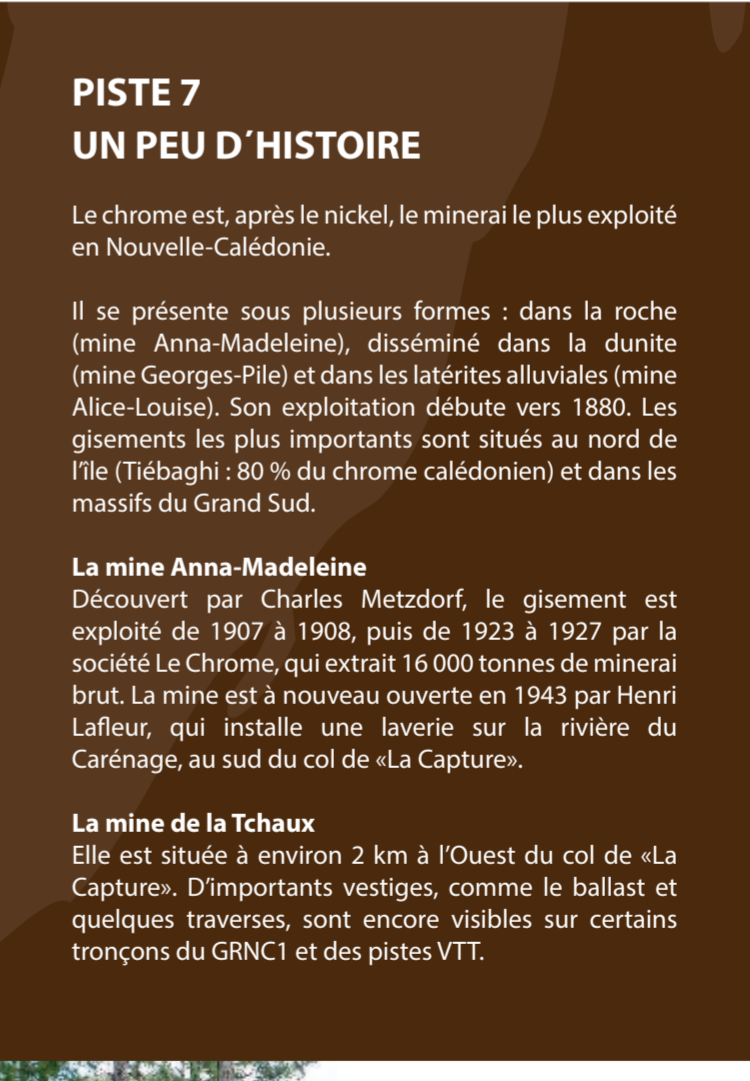 PISTE 7
UN PEU D´HISTOIRE
Le chrome est, après le nickel, le minerai le plus exploité
en Nouvelle-Calédonie.
Il se présente sous plusieurs formes : dans la roche
(mine Anna-Madeleine), disséminé dans la dunite
(mine Georges-Pile) et dans les latérites alluviales (mine
Alice-Louise). Son exploitation débute vers 1880. Les
gisements les plus importants sont situés au nord de
l’île (Tiébaghi : 80 % du chrome calédonien) et dans les
massifs du Grand Sud.
La mine Anna-Madeleine
Découvert par Charles Metzdorf, le gisement est
exploité de 1907 à 1908, puis de 1923 à 1927 par la
société Le Chrome, qui extrait 16 000 tonnes de minerai
brut. La mine est à nouveau ouverte en 1943 par Henri
Lafleur, qui installe une laverie sur la rivière du
Carénage, au sud du col de «La Capture».
La mine de la Tchaux
Elle est située à environ 2 km à l’Ouest du col de «La
Capture». D’importants vestiges, comme le ballast et
quelques traverses, sont encore visibles sur certains
tronçons du GRNC1 et des pistes VTT.